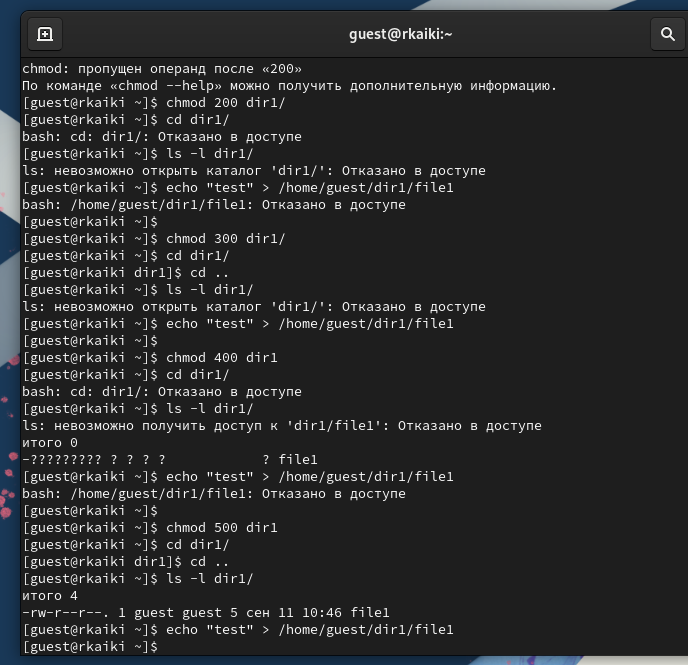 guest@rkaiki:~
chmod: пропущен операнд после «200»
По команде «chmod --help» можно получить дополнительную информацию.
[guest@rkaiki ~]$ chmod 200 dir1/
[guest@rkaiki ~]$ cd dir1/
bash: cd: dir1/: Отказано в доступе
[guest@rkaiki ~]$ ls -l dir1/
ls: невозможно открыть каталог 'dir1/': Отказано в доступе
[guest@rkaiki ~]$ echo "test" > /home/guest/dir1/file1
bash: /home/guest/dir1/file1: Отказано в доступе
[guest@rkaiki ~]$
[guest@rkaiki ~]$ chmod 300 dir1/
[guest@rkaiki ~]$ cd dir1/
[guest@rkaiki dir1]$ cd ..
[guest@rkaiki ~]$ ls -l dir1/
ls: невозможно открыть каталог 'dir1/': Отказано в доступе
[guest@rkaiki ~]$ echo "test" > /home/guest/dir1/file1
[guest@rkaiki ~]$
[guest@rkaiki ~]$ chmod 400 dir1
[guest@rkaiki ~]$ cd dir1/
bash: cd: dir1/: Отказано в доступе
[guest@rkaiki ~]$ ls -l dir1/
ls: невозможно получить доступ к 'dir1/file1': Отказано в доступе
итого 0
-????????? ? ? ? ?            ? file1
[guest@rkaiki ~]$ echo "test" > /home/guest/dir1/file1
bash: /home/guest/dir1/file1: Отказано в доступе
[guest@rkaiki ~]$
[guest@rkaiki ~]$ chmod 500 dir1
[guest@rkaiki ~]$ cd dir1/
[guest@rkaiki dir1]$ cd ..
[guest@rkaiki ~]$ ls -l dir1/
итого 4
-rw-r--r--. 1 guest guest 5 сен 11 10:46 file1
[guest@rkaiki ~]$ echo "test" > /home/guest/dir1/file1
[guest@rkaiki ~]$